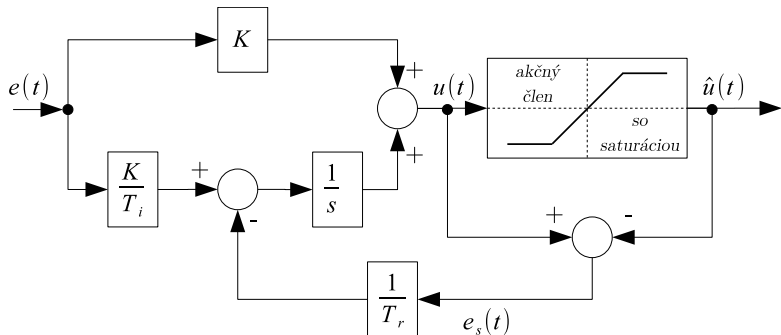 K
e(t)
+
u(t)
akčný
člen
so
saturáciou
û(t)
+
K
T_i
+
-
1
s
+
-
1
T_r
e_s(t)